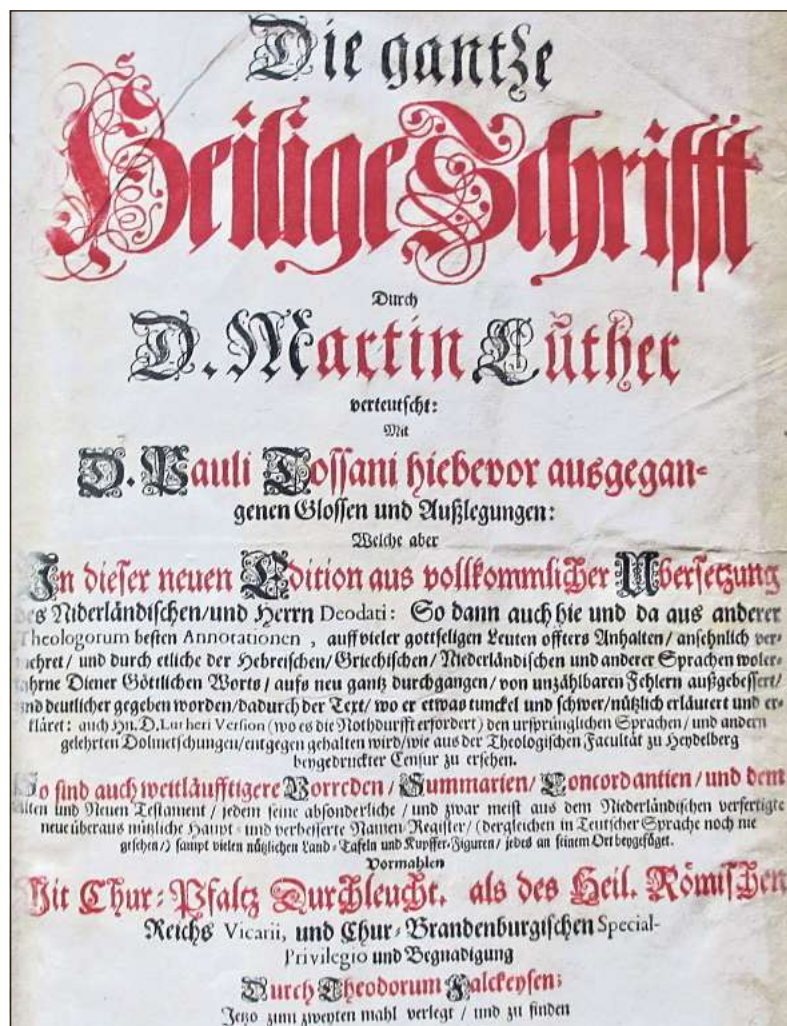 Die gantze
Heilige Schrifft
Durch
D. Martin Luther
verteutscht:
Mit
D. Pauli Tossani hiebevor ausgegan-
genen Glossen und Außlegungen:
Welche aber
In dieser neuen Edition aus vollkommlicher Ubersetzung
des Niderländischen/und Herrn Deodati: So dann auch hie und da aus anderer
Theologorum besten Annotationen, auff vieler gottseligen Leuten öffters Anhalten/ ansehnlich ver-
mehret/ und durch etliche der Hebreischen/ Griechischen/ Niederländischen und anderer Sprachen woler-
fahrne Diener Göttlichen Worts/ aufs neu gantz durchgangen/ von unzählbaren Fehlern außgebessert/
und deutlicher gegeben worden/dadurch der Text/ wo er etwas tunckel und schwer/nützlich erläutert und er-
kläret: auch Hn. D. Lutheri Version (wo es die Nothdurfft erfordert) den ursprünglichen Sprachen/ und andern
gelehrten Dolmetschungen/entgegen gehalten wird/wie aus der Theologischen Facultät zu Heydelberg
beygedruckter Censur zu ersehen.
So sind auch weitläufftigere Vorreden/ Summarien/ Concordantien/ und dem
Alten und Neuen Testament/ jedem seine absonderliche/ und zwar meist aus dem Niederländischen verfertigte
neue überaus nützliche Haupt- und verbesserte Namen-Register/ (dergleichen in Teutscher Sprache noch nie
gesehen/) sampt vielen nützlichen Land-Tafeln und Kupffer-Figuren/ jedes an seinem Ort beygefüget.
Vormahlen
Mit Chur-Pfaltz Durchleucht. als des Heil. Römischen
Reichs Vicarii, und Chur-Brandenburgischen Special-
Privilegio und Begnadigung
Durch Theodorum Falckeysen;
Jetzo zum zweyten mahl verlegt / und zu finden